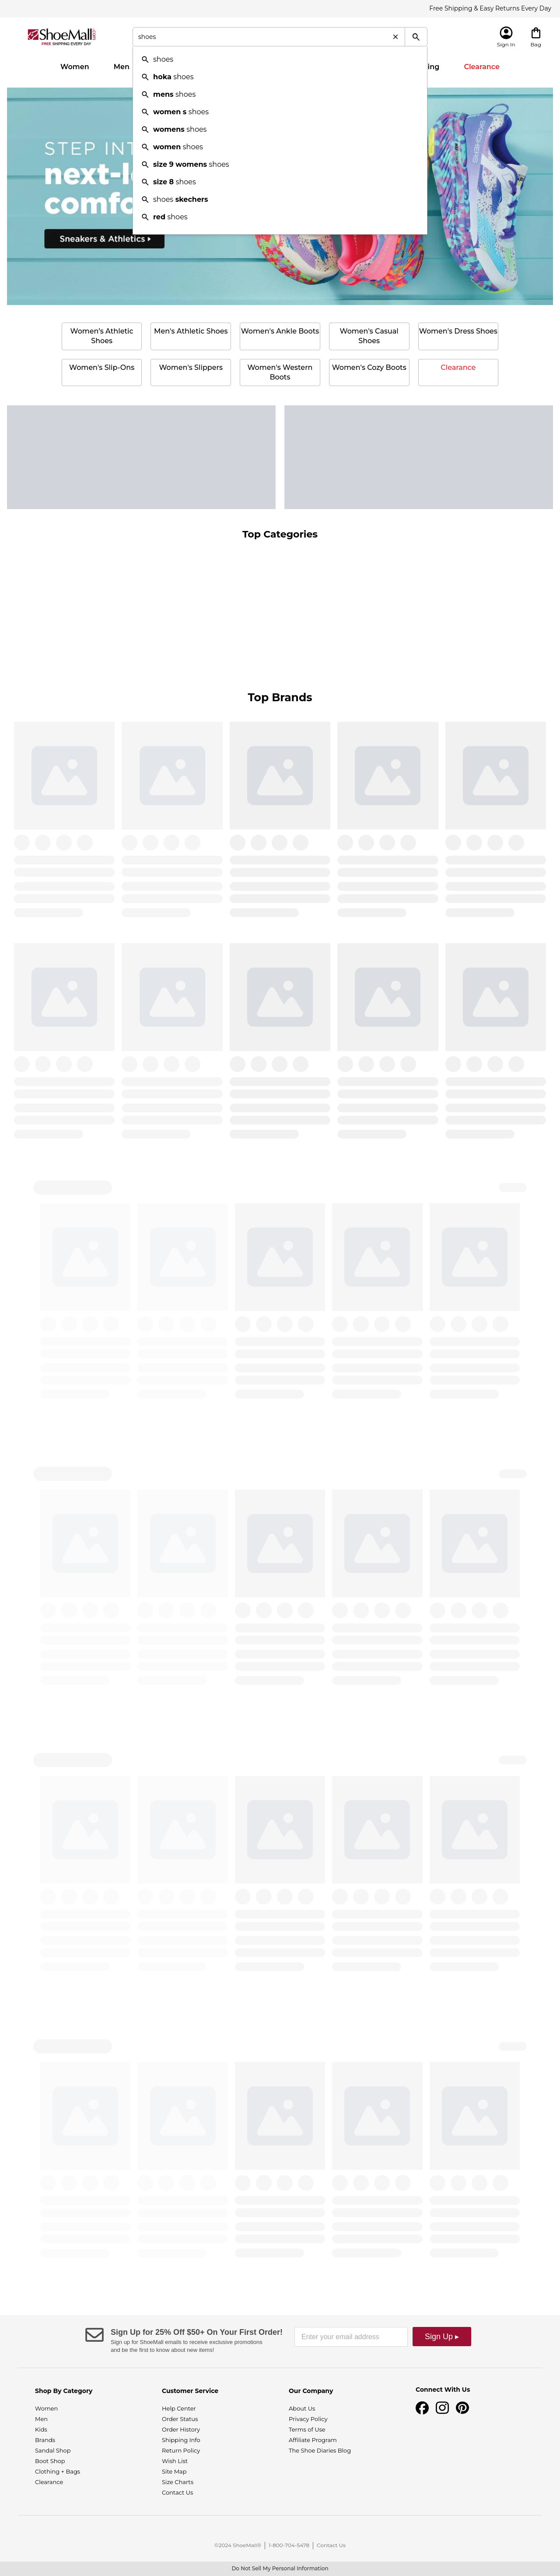 Free Shipping & Easy Returns Every Day
ShoeMall
FREE SHIPPING EVERY DAY
shoes
Sign In
Bag
Women
Men
ing
Clearance
shoes
hoka shoes
mens shoes
women s shoes
womens shoes
women shoes
size 9 womens shoes
size 8 shoes
shoes skechers
red shoes
STEP INT
next-l
comfo
Sneakers & Athletics
Women's Athletic
Shoes
Men's Athletic Shoes
Women's Ankle Boots
Women's Casual
Shoes
Women's Dress Shoes
Women's Slip-Ons
Women's Slippers
Women's Western
Boots
Women's Cozy Boots
Clearance
Top Categories
Top Brands
Sign Up for 25% Off $50+ On Your First Order!
Sign up for ShoeMall emails to receive exclusive promotions
and be the first to know about new items!
Enter your email address
Sign Up ▸
Shop By Category
Women
Men
Kids
Brands
Sandal Shop
Boot Shop
Clothing + Bags
Clearance
Customer Service
Help Center
Order Status
Order History
Shipping Info
Return Policy
Wish List
Site Map
Size Charts
Contact Us
Our Company
About Us
Privacy Policy
Terms of Use
Affiliate Program
The Shoe Diaries Blog
Connect With Us
©2024 ShoeMall® | 1-800-704-5478 | Contact Us
Do Not Sell My Personal Information